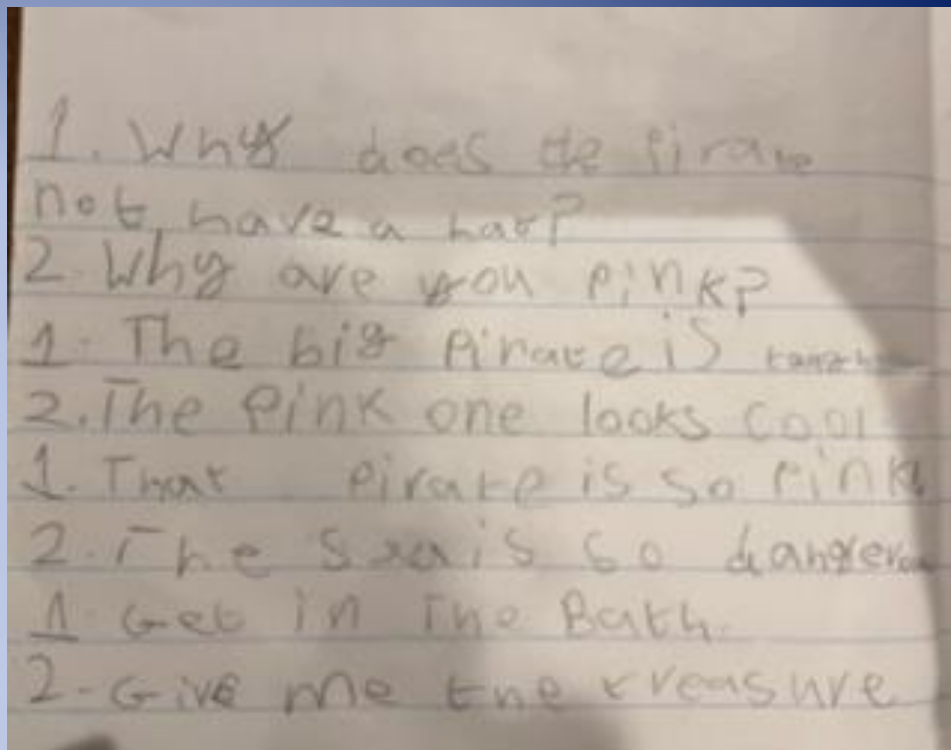 1. Why does the pirate
not have a hat?
2 Why are you pink?
1. The big Pirate is
2. The Pink one looks cool
1. That pirate is so pink
2. The sea is so dangerous
1 Get in The Bath.
2. Give me the treasure